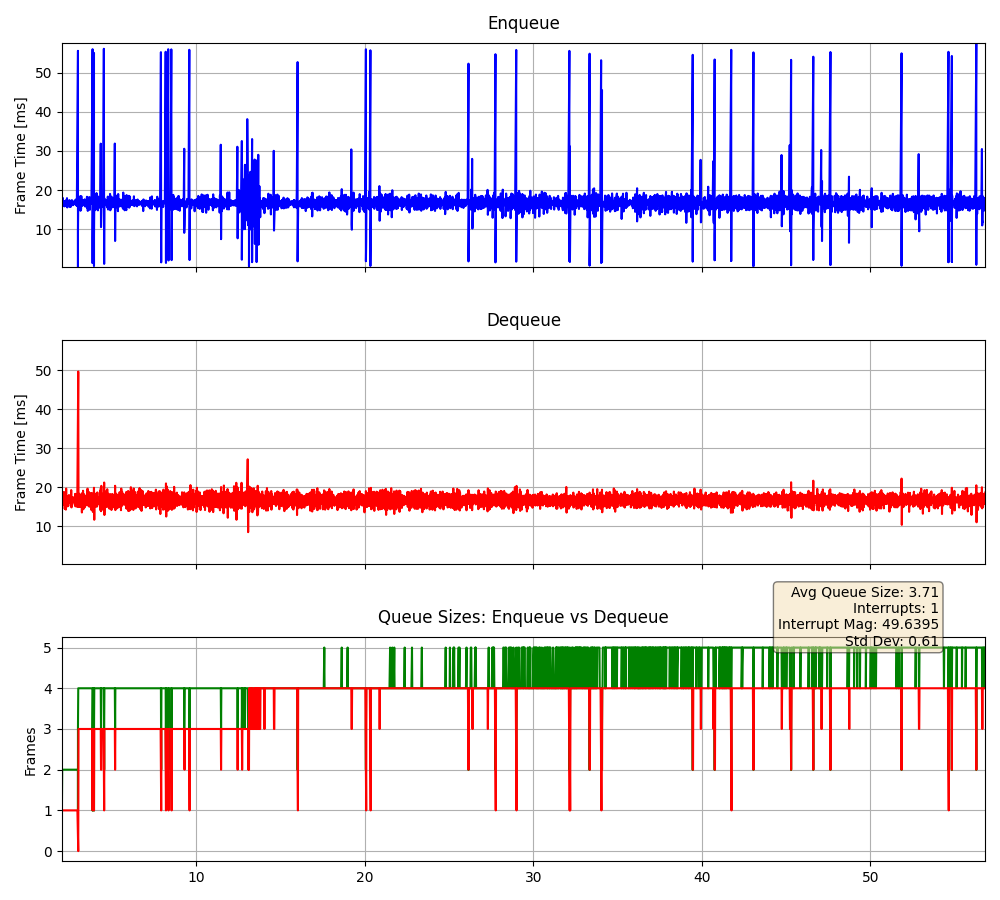 Enqueue
Frame Time [ms]
50
40
30
20
10
Dequeue
Frame Time [ms]
50
40
30
20
10
Avg Queue Size: 3.71
Interrupts: 1
Interrupt Mag: 49.6395
Std Dev: 0.61
Queue Sizes: Enqueue vs Dequeue
Frames
5
4
3
2
1
0
10 20 30 40 50